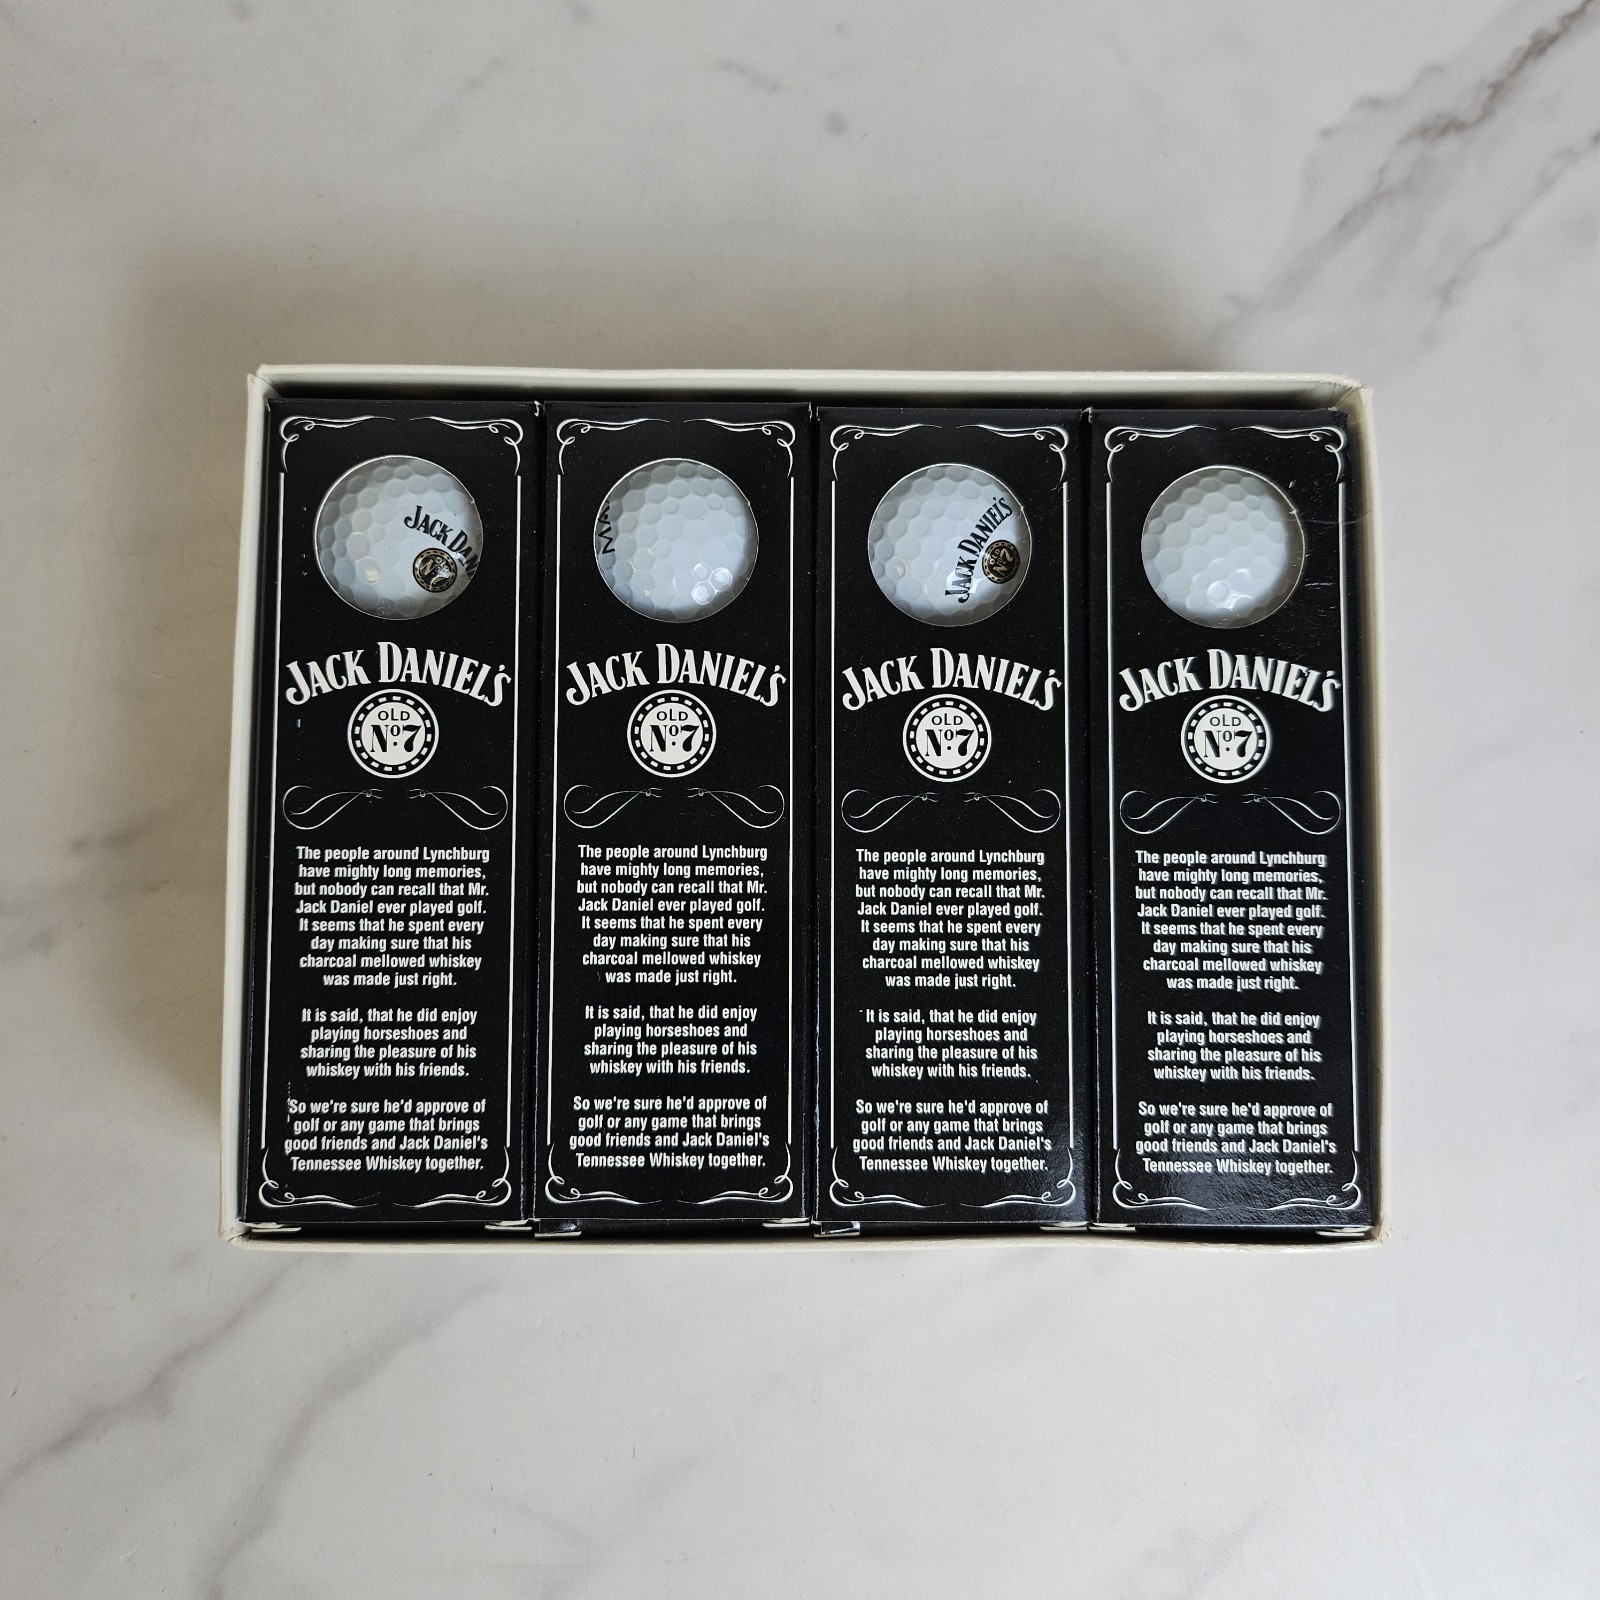 JACK DAN
OLD
Nº7
MA
JACK DANIEL'S
OLD
Nº7
JACK DANIEL'S
OLD
Nº7
The people around Lynchburg
have mighty long memories,
but nobody can recall that Mr.
Jack Daniel ever played golf.
It seems that he spent every
day making sure that his
charcoal mellowed whiskey
was made just right.
It is said, that he did enjoy
playing horseshoes and
sharing the pleasure of his
whiskey with his friends.
So we're sure he'd approve of
golf or any game that brings
good friends and Jack Daniel's
Tennessee Whiskey together.
JACK DANIEL'S
OLD
Nº7
The people around Lynchburg
have mighty long memories,
but nobody can recall that Mr.
Jack Daniel ever played golf.
It seems that he spent every
day making sure that his
charcoal mellowed whiskey
was made just right.
It is said, that he did enjoy
playing horseshoes and
sharing the pleasure of his
whiskey with his friends.
So we're sure he'd approve of
golf or any game that brings
good friends and Jack Daniel's
Tennessee Whiskey together.
JACK DANIEL'S
OLD
Nº7
The people around Lynchburg
have mighty long memories,
but nobody can recall that Mr.
Jack Daniel ever played golf.
It seems that he spent every
day making sure that his
charcoal mellowed whiskey
was made just right.
It is said, that he did enjoy
playing horseshoes and
sharing the pleasure of his
whiskey with his friends.
So we're sure he'd approve of
golf or any game that brings
good friends and Jack Daniel's
Tennessee Whiskey together.
JACK DANIEL'S
OLD
Nº7
The people around Lynchburg
have mighty long memories,
but nobody can recall that Mr.
Jack Daniel ever played golf.
It seems that he spent every
day making sure that his
charcoal mellowed whiskey
was made just right.
It is said, that he did enjoy
playing horseshoes and
sharing the pleasure of his
whiskey with his friends.
So we're sure he'd approve of
golf or any game that brings
good friends and Jack Daniel's
Tennessee Whiskey together.